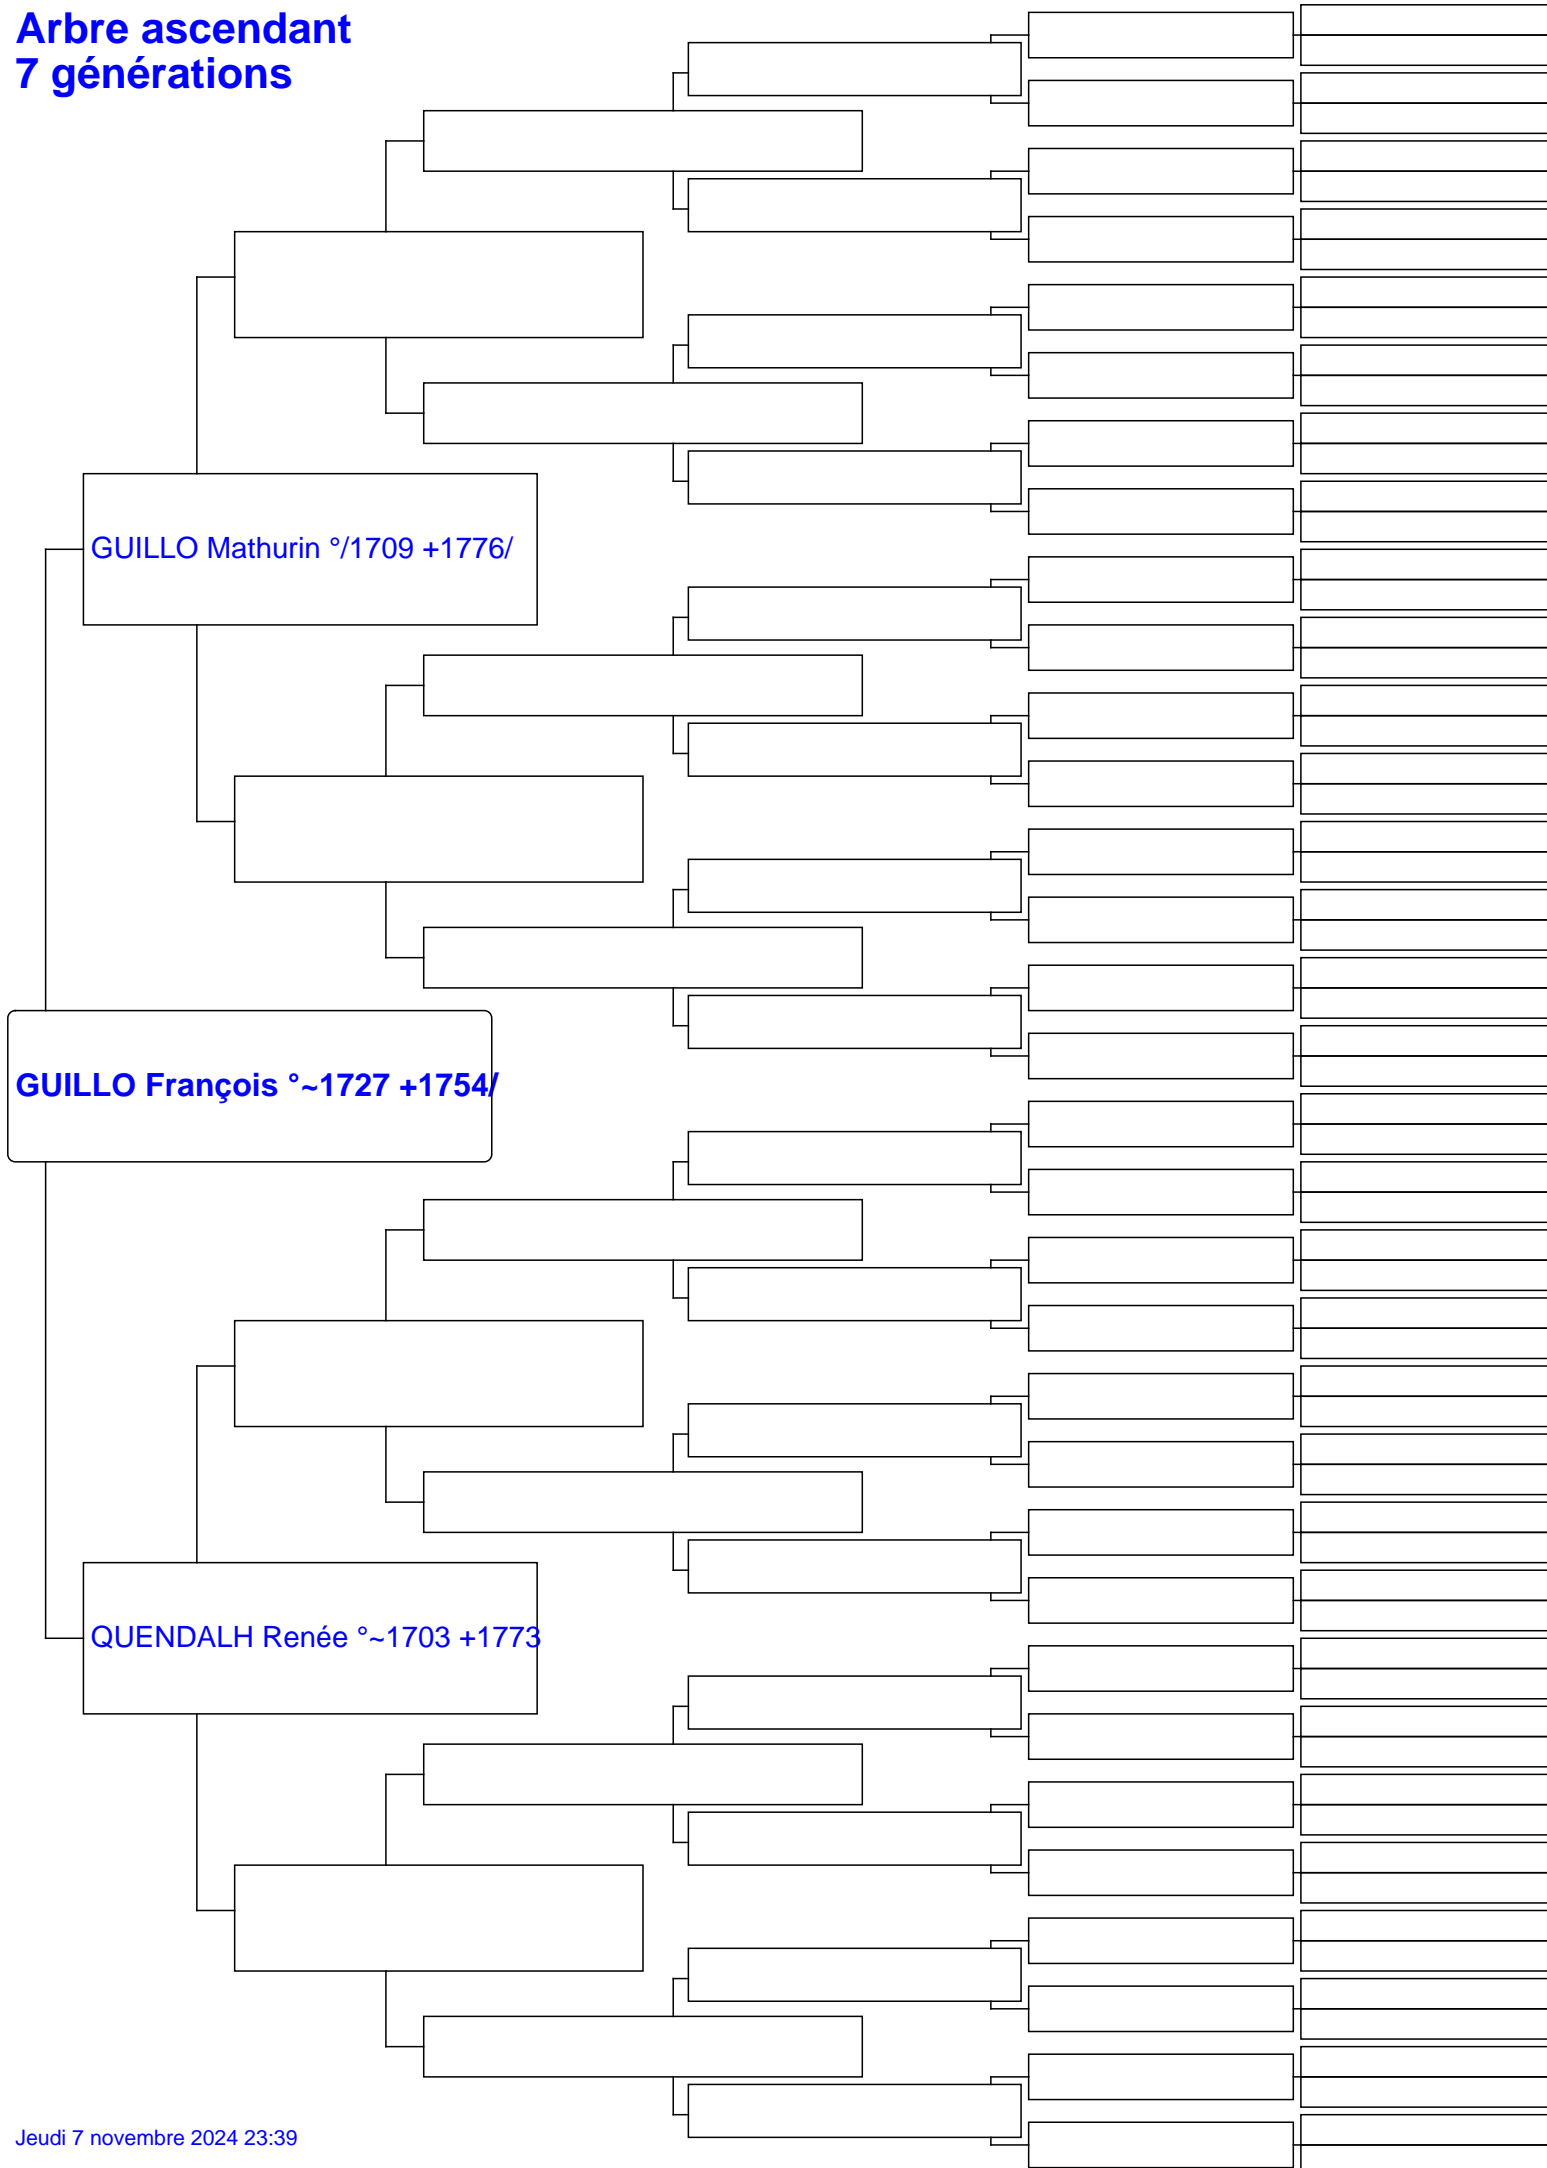 Arbre ascendant
7 générations
GUILLO Mathurin °/1709 +1776/
GUILLO François °~1727 +1754/
QUENDALH Renée °~1703 +1773
Jeudi 7 novembre 2024 23:39